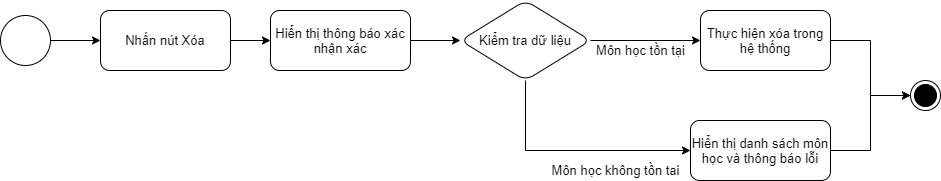 Nhấn nút Xóa
Hiển thị thông báo xác
nhận xác
Kiểm tra dữ liệu
Môn học tồn tại
Thực hiện xóa trong
hệ thống
Môn học không tồn tai
Hiển thị danh sách môn
học và thông báo lỗi